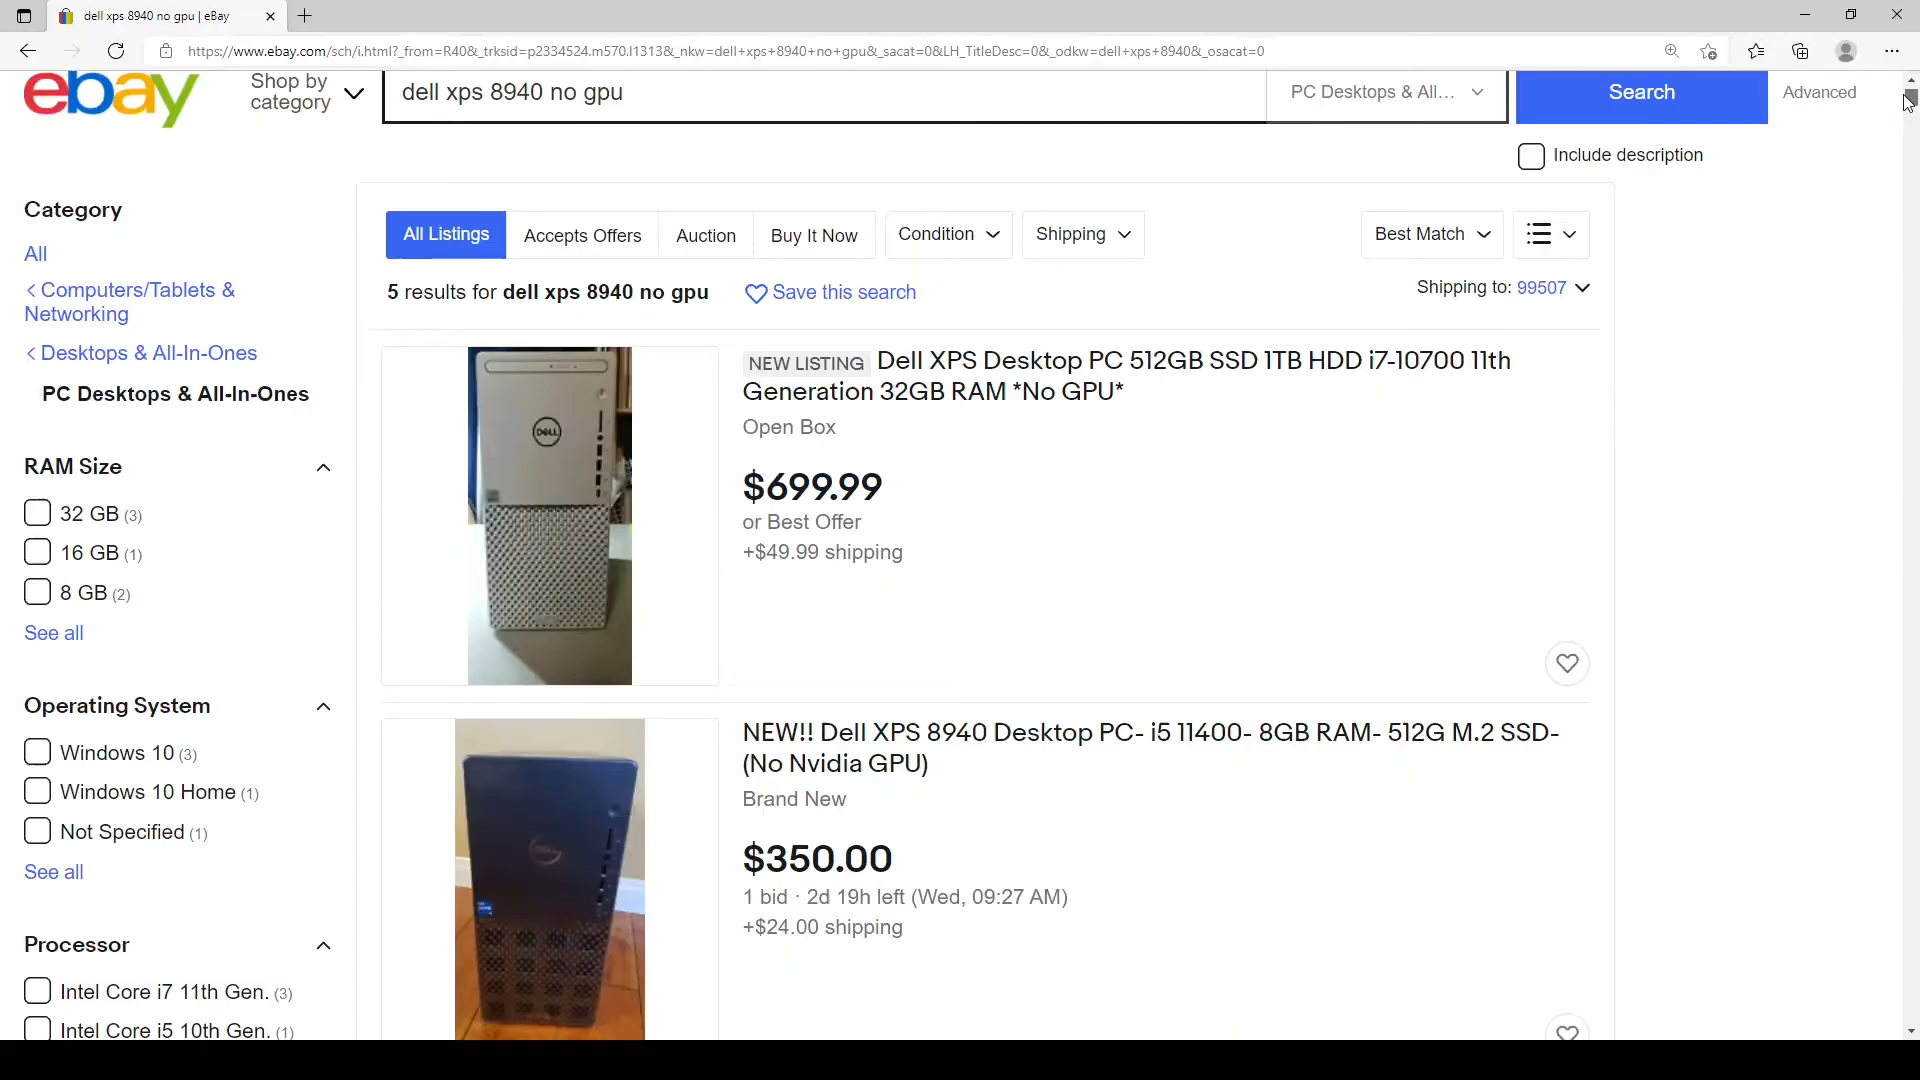 dell xps 8940 no gpu | eBay
https://www.ebay.com/sch/i.html?_from=R40&_trksid=p2334524.m570.l1313&_nkw=dell+xps+8940+no+gpu&_sacat=0&LH_TitleDesc=0&_odkw=dell+xps+8940&_osacat=0
ebay
Shop by
category
dell xps 8940 no gpu
PC Desktops & All...
Search
Advanced
Include description
Category
All
Computers/Tablets &
Networking
Desktops & All-In-Ones
PC Desktops & All-In-Ones
RAM Size
32 GB (3)
16 GB (1)
8 GB (2)
See all
Operating System
Windows 10 (3)
Windows 10 Home (1)
Not Specified (1)
See all
Processor
Intel Core i7 11th Gen. (3)
Intel Core i5 10th Gen. (1)
All Listings
Accepts Offers
Auction
Buy It Now
Condition
Shipping
Best Match
5 results for dell xps 8940 no gpu
Save this search
Shipping to: 99507
DELL
NEW LISTING Dell XPS Desktop PC 512GB SSD 1TB HDD i7-10700 11th
Generation 32GB RAM *No GPU*
Open Box
$699.99
or Best Offer
+$49.99 shipping
NEW!! Dell XPS 8940 Desktop PC- i5 11400- 8GB RAM- 512G M.2 SSD-
(No Nvidia GPU)
Brand New
$350.00
1 bid · 2d 19h left (Wed, 09:27 AM)
+$24.00 shipping